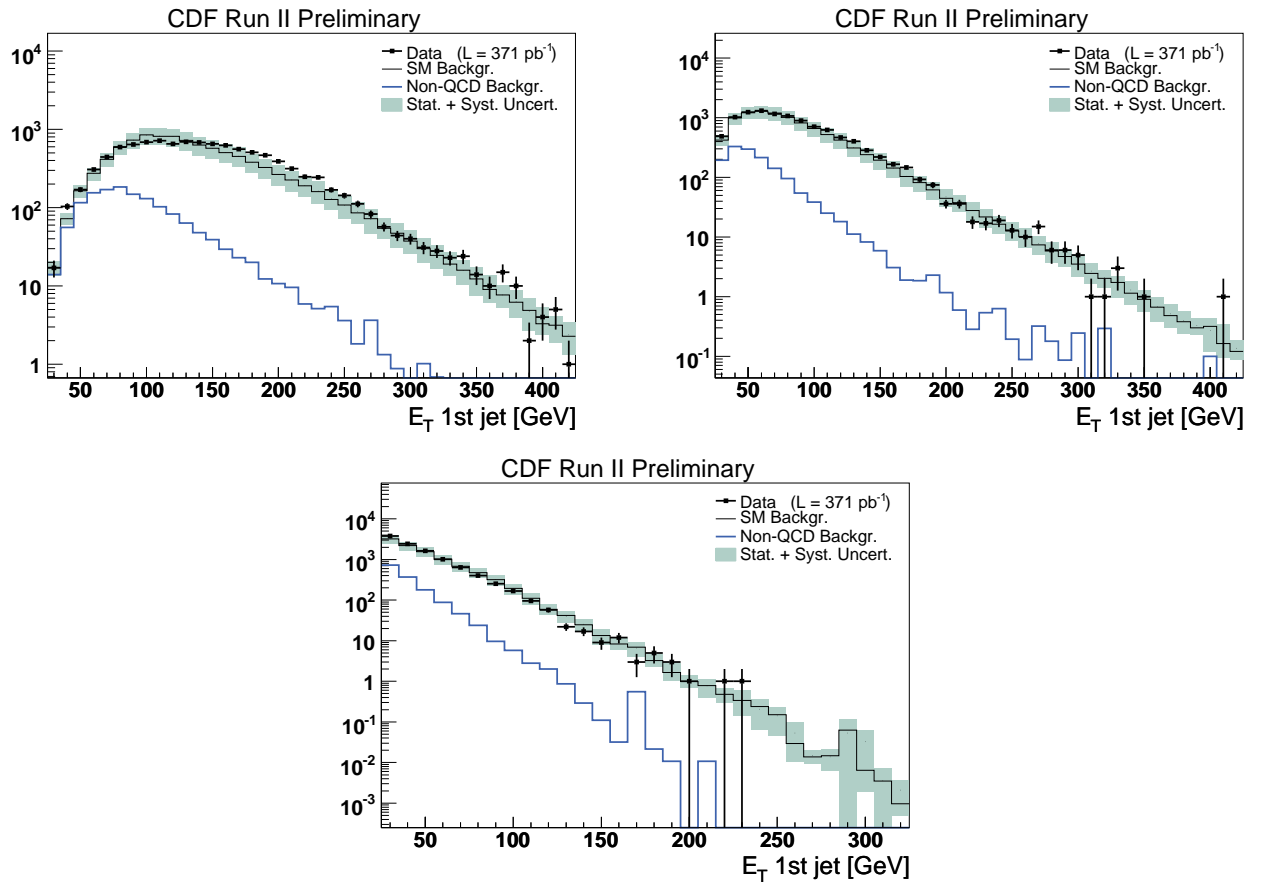 CDF Run II Preliminary
Data (L = 371 pb⁻¹)
SM Backgr.
Non-QCD Backgr.
Stat. + Syst. Uncert.
10⁴
10³
10²
10
1
50 100 150 200 250 300 350 400
E_T 1st jet [GeV]
CDF Run II Preliminary
Data (L = 371 pb⁻¹)
SM Backgr.
Non-QCD Backgr.
Stat. + Syst. Uncert.
10⁴
10³
10²
10
1
10⁻¹
50 100 150 200 250 300 350 400
E_T 1st jet [GeV]
CDF Run II Preliminary
Data (L = 371 pb⁻¹)
SM Backgr.
Non-QCD Backgr.
Stat. + Syst. Uncert.
10⁴
10³
10²
10
1
10⁻¹
10⁻²
10⁻³
50 100 150 200 250 300
E_T 1st jet [GeV]